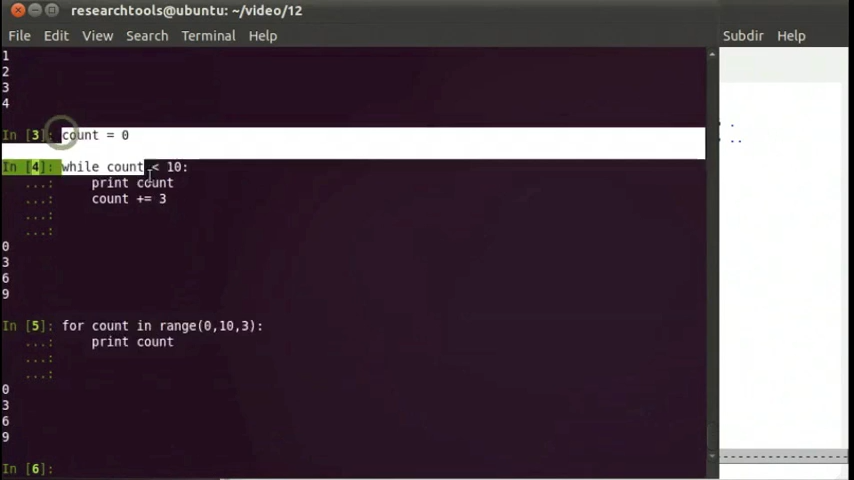 researchtools@ubuntu: ~/video/12
File Edit View Search Terminal Help
Subdir Help
1
2
3
4
In [3]: count = 0
In [4]: while count < 10:
...: print count
...: count += 3
...:
...:
0
3
6
9
In [5]: for count in range(0,10,3):
...: print count
...:
...:
0
3
6
9
In [6]:
.
..